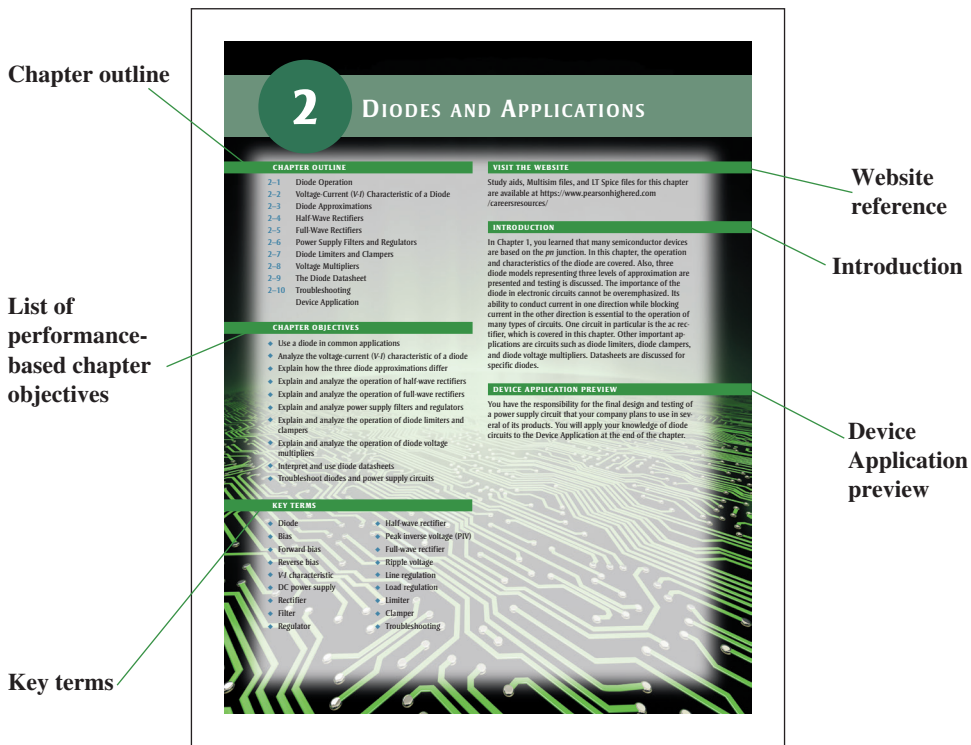 Chapter outline
List of
performance-
based chapter
objectives
Key terms
2
DIODES AND APPLICATIONS
CHAPTER OUTLINE
2–1 Diode Operation
2–2 Voltage-Current (V-I) Characteristic of a Diode
2–3 Diode Approximations
2–4 Half-Wave Rectifiers
2–5 Full-Wave Rectifiers
2–6 Power Supply Filters and Regulators
2–7 Diode Limiters and Clampers
2–8 Voltage Multipliers
2–9 The Diode Datasheet
2–10 Troubleshooting
Device Application
CHAPTER OBJECTIVES
◆ Use a diode in common applications
◆ Analyze the voltage-current (V-I) characteristic of a diode
◆ Explain how the three diode approximations differ
◆ Explain and analyze the operation of half-wave rectifiers
◆ Explain and analyze the operation of full-wave rectifiers
◆ Explain and analyze power supply filters and regulators
◆ Explain and analyze the operation of diode limiters and
clampers
◆ Explain and analyze the operation of diode voltage
multipliers
◆ Interpret and use diode datasheets
◆ Troubleshoot diodes and power supply circuits
KEY TERMS
◆ Diode
◆ Bias
◆ Forward bias
◆ Reverse bias
◆ V-I characteristic
◆ DC power supply
◆ Rectifier
◆ Filter
◆ Regulator
◆ Half-wave rectifier
◆ Peak inverse voltage (PIV)
◆ Full-wave rectifier
◆ Ripple voltage
◆ Line regulation
◆ Load regulation
◆ Limiter
◆ Clamper
◆ Troubleshooting
VISIT THE WEBSITE
Study aids, Multisim files, and LT Spice files for this chapter
are available at https://www.pearsonhighered.com
/careersresources/
INTRODUCTION
In Chapter 1, you learned that many semiconductor devices
are based on the pn junction. In this chapter, the operation
and characteristics of the diode are covered. Also, three
diode models representing three levels of approximation are
presented and testing is discussed. The importance of the
diode in electronic circuits cannot be overemphasized. Its
ability to conduct current in one direction while blocking
current in the other direction is essential to the operation of
many types of circuits. One circuit in particular is the ac rec-
tifier, which is covered in this chapter. Other important ap-
plications are circuits such as diode limiters, diode clampers,
and diode voltage multipliers. Datasheets are discussed for
specific diodes.
DEVICE APPLICATION PREVIEW
You have the responsibility for the final design and testing of
a power supply circuit that your company plans to use in sev-
eral of its products. You will apply your knowledge of diode
circuits to the Device Application at the end of the chapter.
Website
reference
Introduction
Device
Application
preview